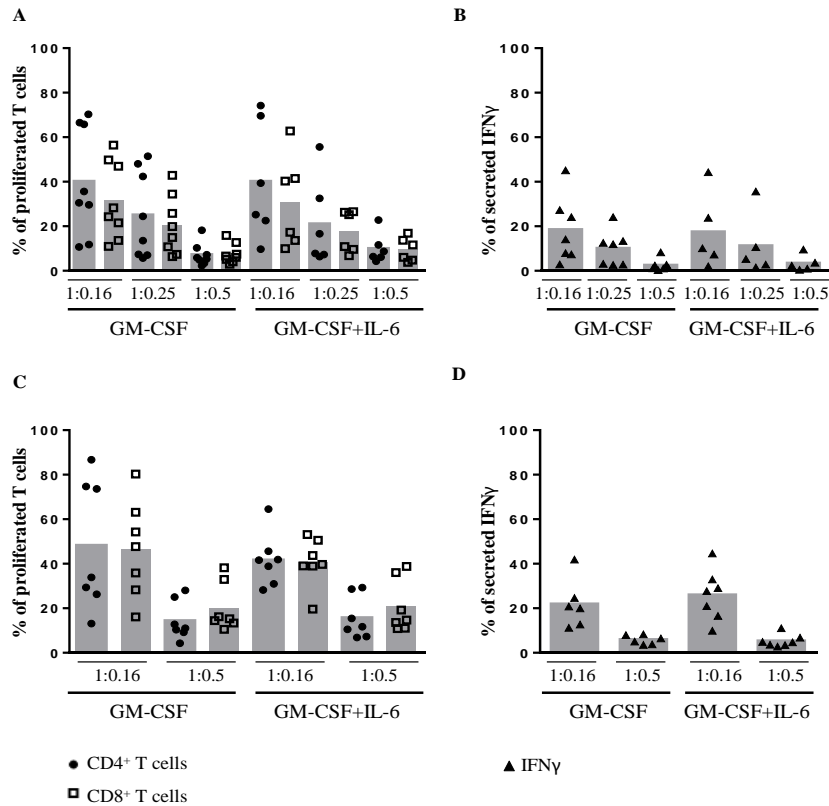 A
% of proliferated T cells
100
80
60
40
20
0
1:0.16 1:0.25 1:0.5 1:0.16 1:0.25 1:0.5
GM-CSF GM-CSF+IL-6
B
% of secreted IFNγ
100
80
60
40
20
0
1:0.16 1:0.25 1:0.5 1:0.16 1:0.25 1:0.5
GM-CSF GM-CSF+IL-6
C
% of proliferated T cells
100
80
60
40
20
0
1:0.16 1:0.5 1:0.16 1:0.5
GM-CSF GM-CSF+IL-6
D
% of secreted IFNγ
100
80
60
40
20
0
1:0.16 1:0.5 1:0.16 1:0.5
GM-CSF GM-CSF+IL-6
CD4⁺ T cells
CD8⁺ T cells
IFNγ